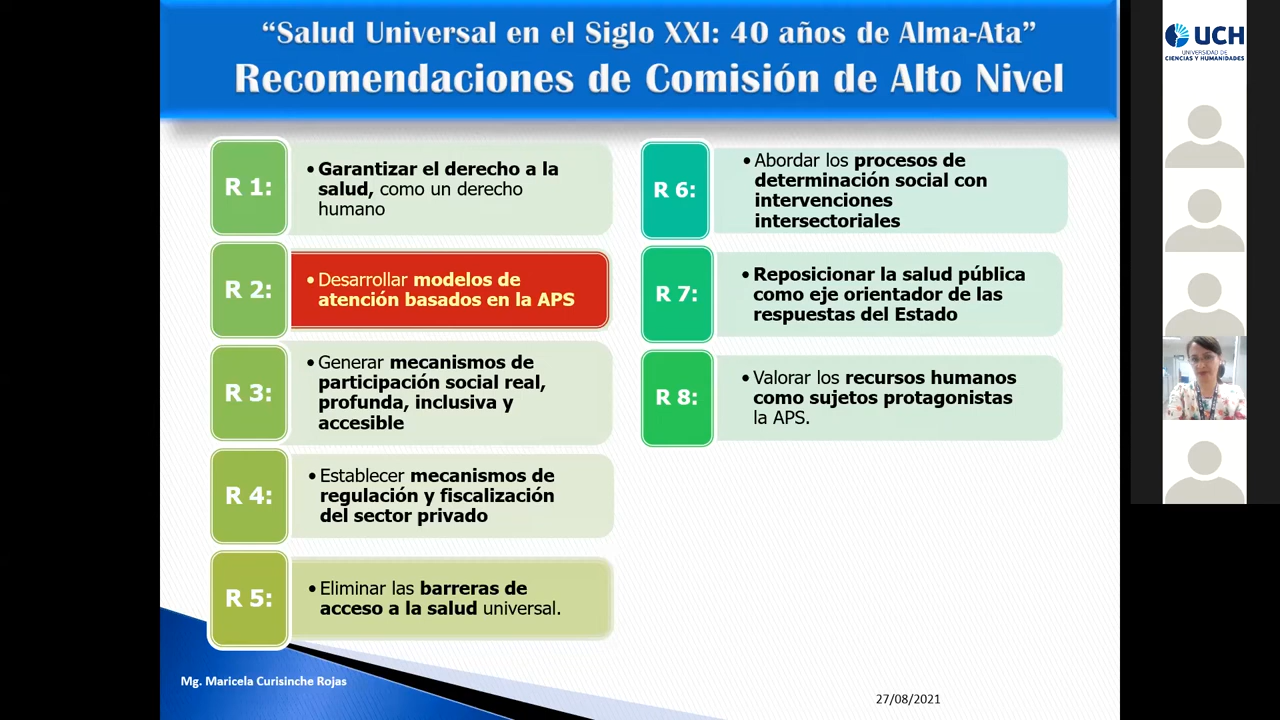 “Salud Universal en el Siglo XXI: 40 años de Alma-Ata”
Recomendaciones de Comisión de Alto Nivel
R 1:
• Garantizar el derecho a la
salud, como un derecho
humano
R 2:
• Desarrollar modelos de
atención basados en la APS
R 3:
• Generar mecanismos de
participación social real,
profunda, inclusiva y
accesible
R 4:
• Establecer mecanismos de
regulación y fiscalización
del sector privado
R 5:
• Eliminar las barreras de
acceso a la salud universal.
R 6:
• Abordar los procesos de
determinación social con
intervenciones
intersectoriales
R 7:
• Reposicionar la salud pública
como eje orientador de las
respuestas del Estado
R 8:
• Valorar los recursos humanos
como sujetos protagonistas
la APS.
Mg. Maricela Curisinche Rojas
27/08/2021
UCH
UNIVERSIDAD DE
CIENCIAS Y HUMANIDADES